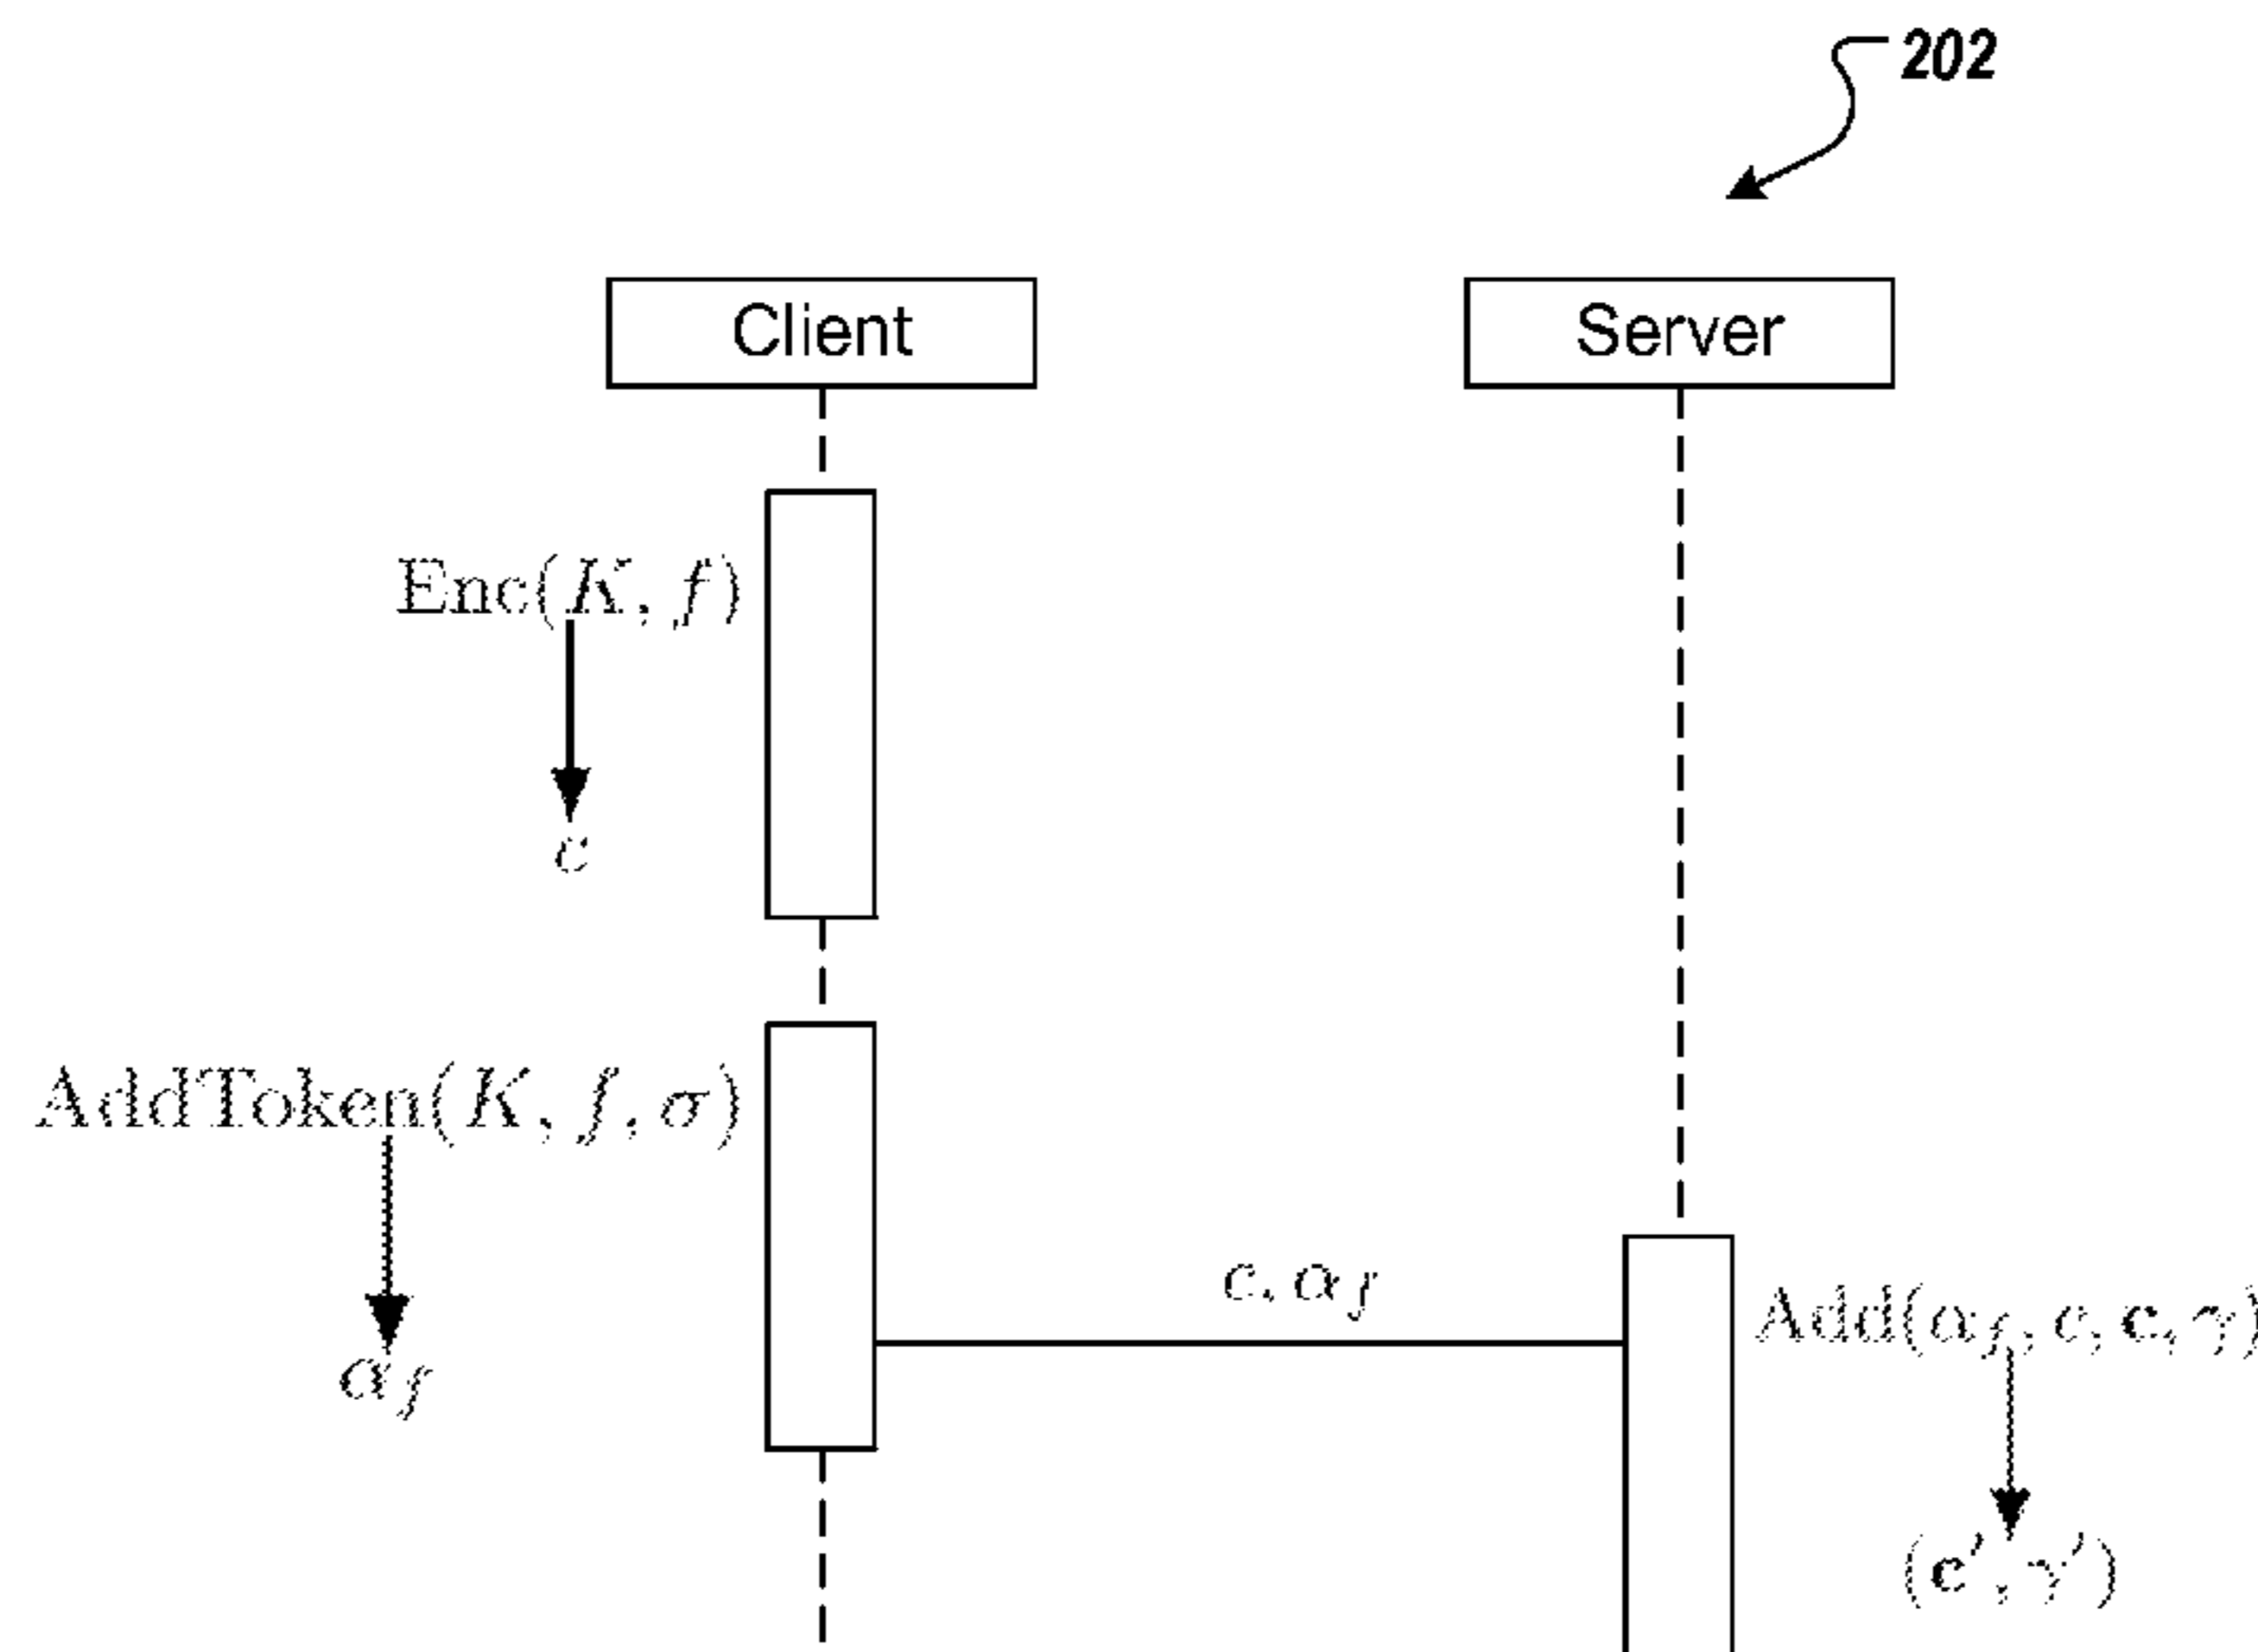 202
Client
Server
Enc(K, f)
c
AddToken(K, f, σ)
c, α_f
Add(α_f, c, 𝐜, γ)
α_f
(𝐜′, γ′)